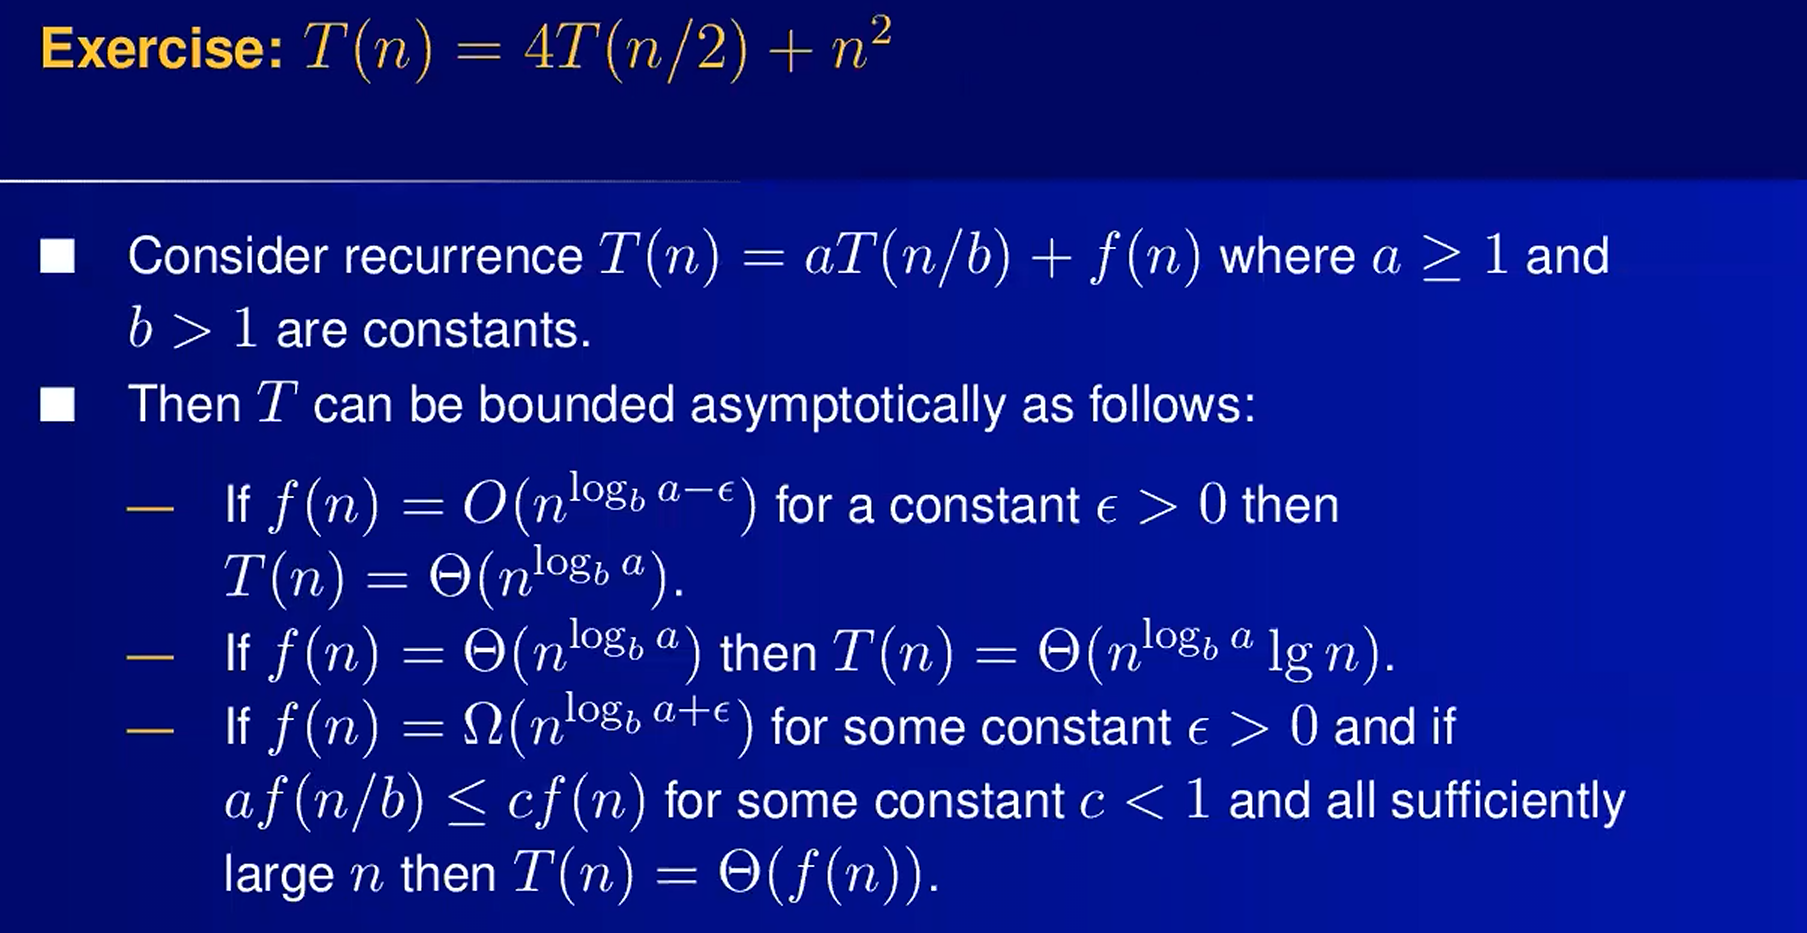 Exercise: T(n) = 4T(n/2) + n²
■ Consider recurrence T(n) = aT(n/b) + f(n) where a ≥ 1 and
b > 1 are constants.
■ Then T can be bounded asymptotically as follows:
— If f(n) = O(n^{log_b a−ϵ}) for a constant ϵ > 0 then
T(n) = Θ(n^{log_b a}).
— If f(n) = Θ(n^{log_b a}) then T(n) = Θ(n^{log_b a} lg n).
— If f(n) = Ω(n^{log_b a+ϵ}) for some constant ϵ > 0 and if
af(n/b) ≤ cf(n) for some constant c < 1 and all sufficiently
large n then T(n) = Θ(f(n)).